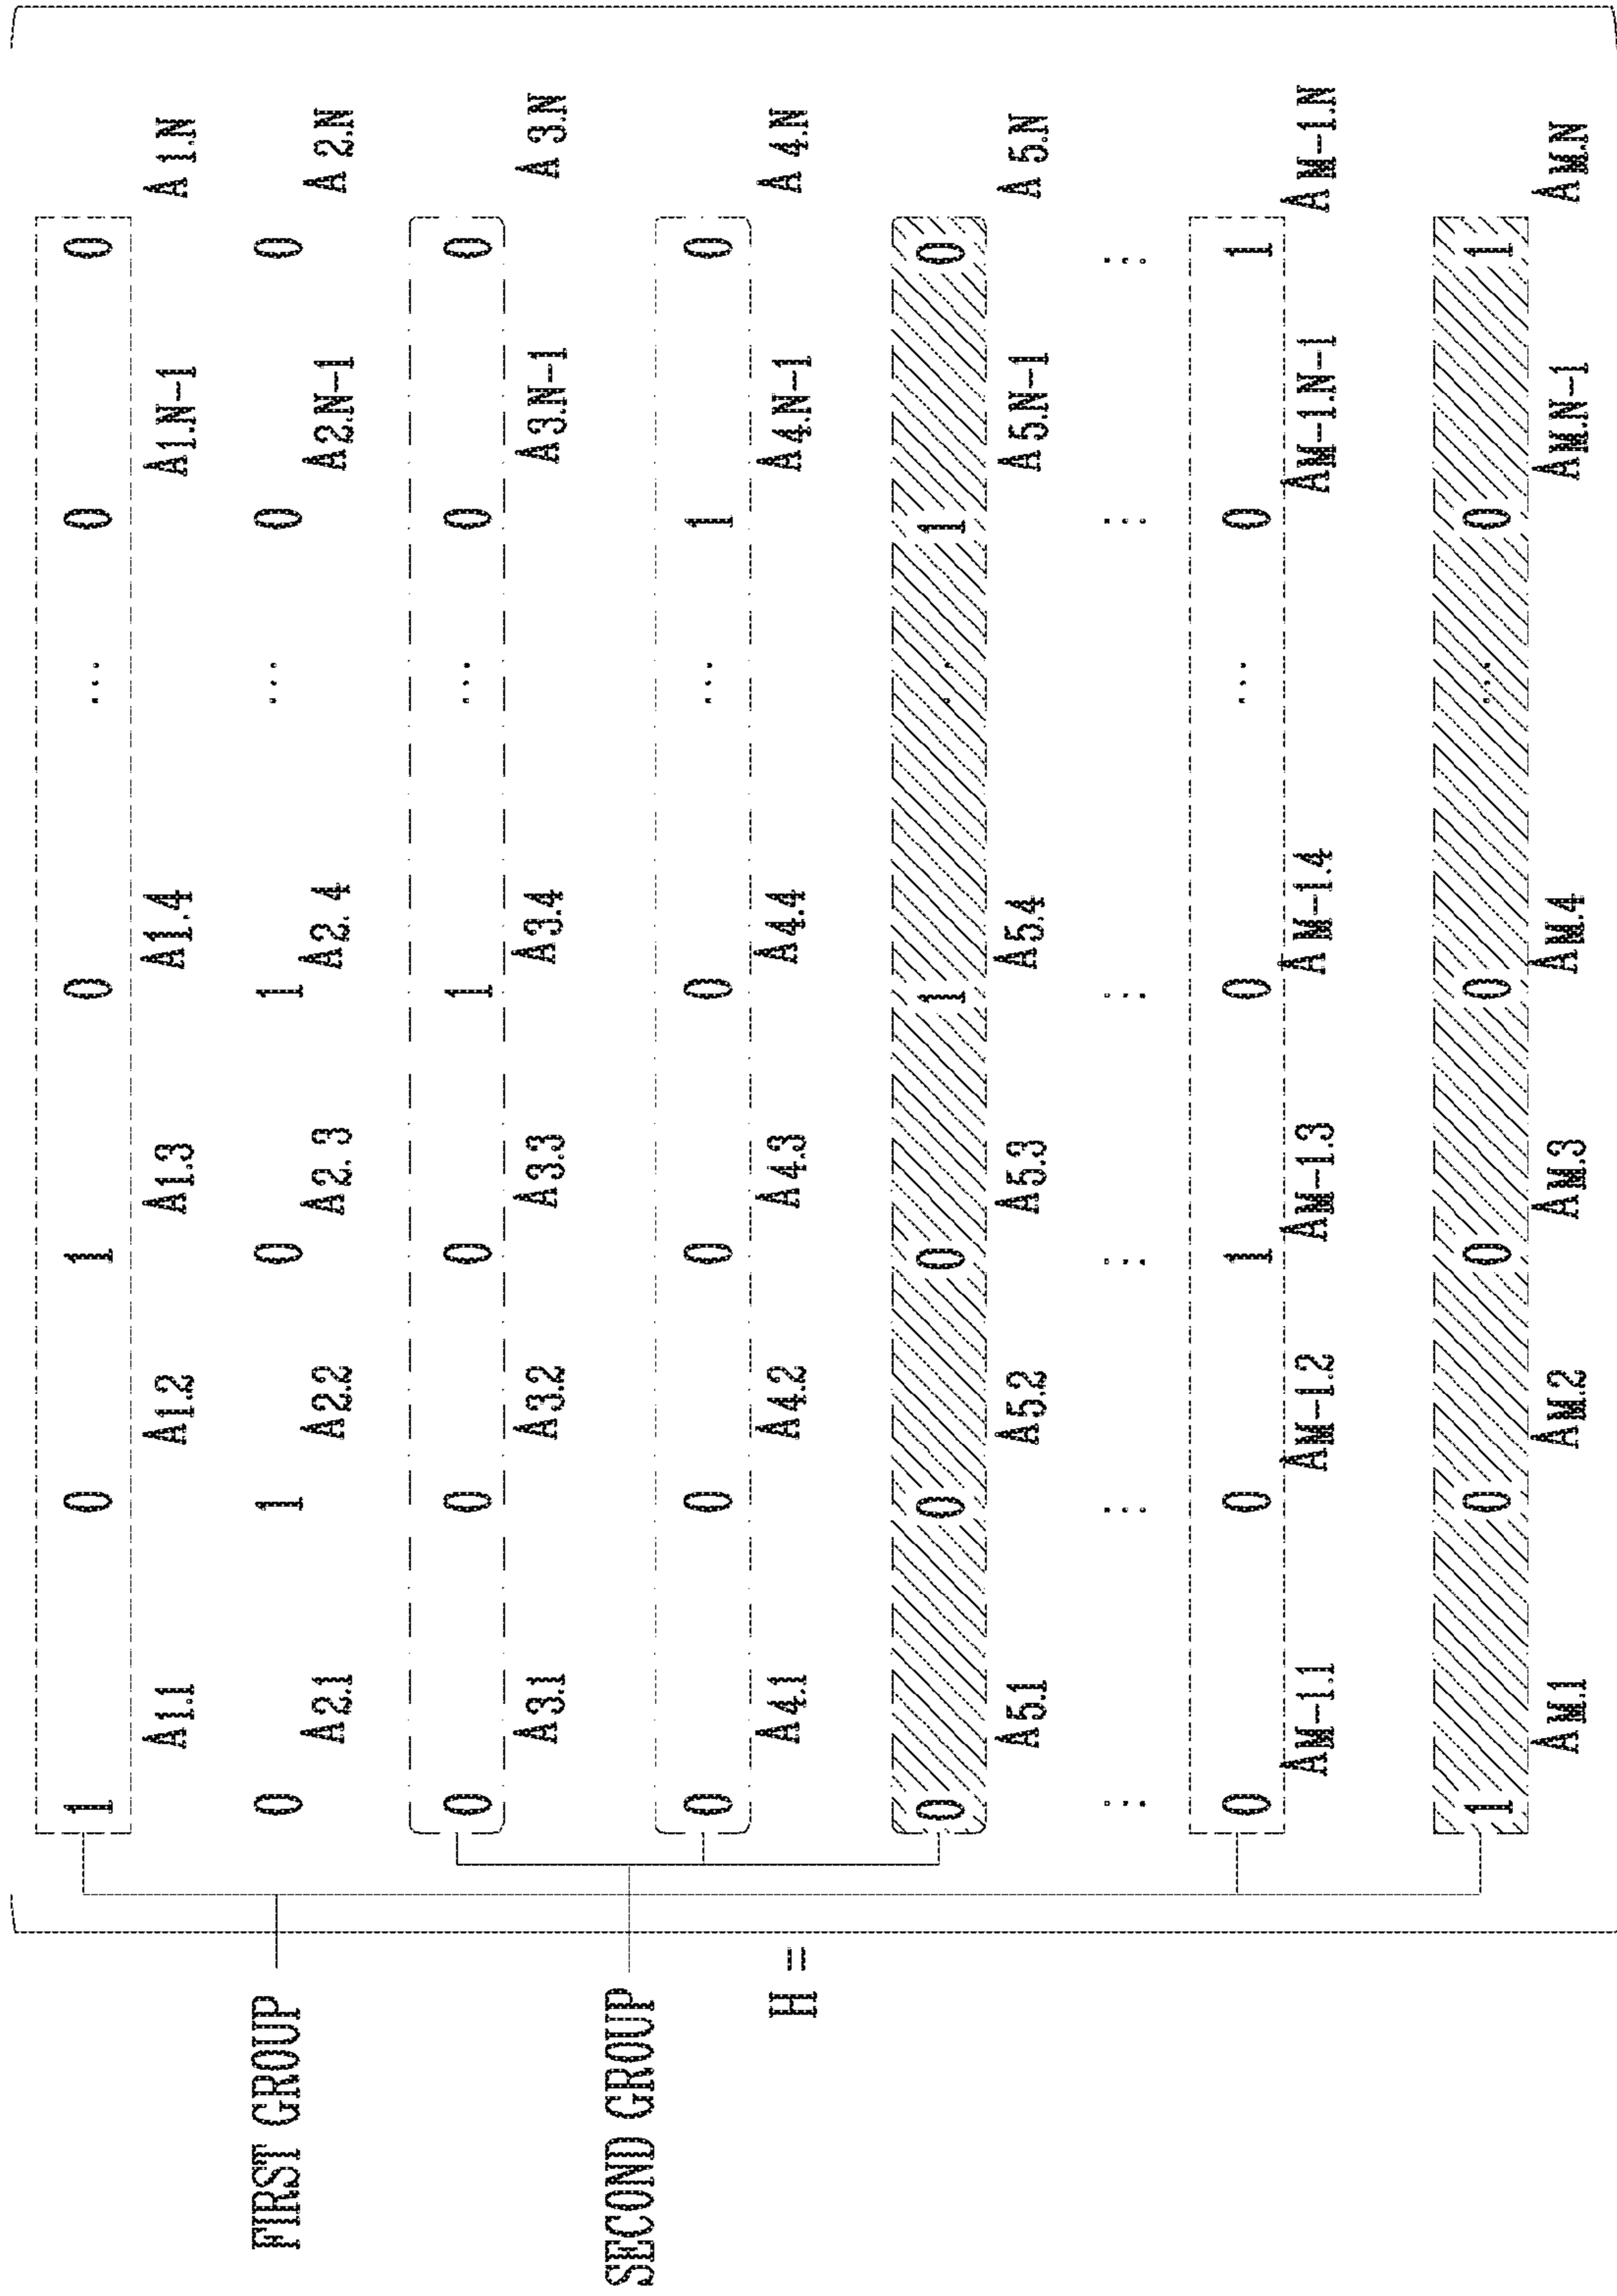 FIRST GROUP
SECOND GROUP
H =
1 0 1 0 ... 0 0
A1.1 A1.2 A1.3 A1.4 A1.N-1 A1.N
0 1 0 1 ... 0 0
A2.1 A2.2 A2.3 A2.4 A2.N-1 A2.N
0 0 0 1 ... 0 0
A3.1 A3.2 A3.3 A3.4 A3.N-1 A3.N
0 0 0 0 ... 1 0
A4.1 A4.2 A4.3 A4.4 A4.N-1 A4.N
0 0 0 1 ... 1 0
A5.1 A5.2 A5.3 A5.4 A5.N-1 A5.N
⋮ ⋮ ⋮ ⋮ ⋮ ⋮
0 0 1 0 ... 0 1
AM-1.1 AM-1.2 AM-1.3 AM-1.4 AM-1.N-1 AM-1.N
1 0 0 0 ... 0 1
AM.1 AM.2 AM.3 AM.4 AM.N-1 AM.N